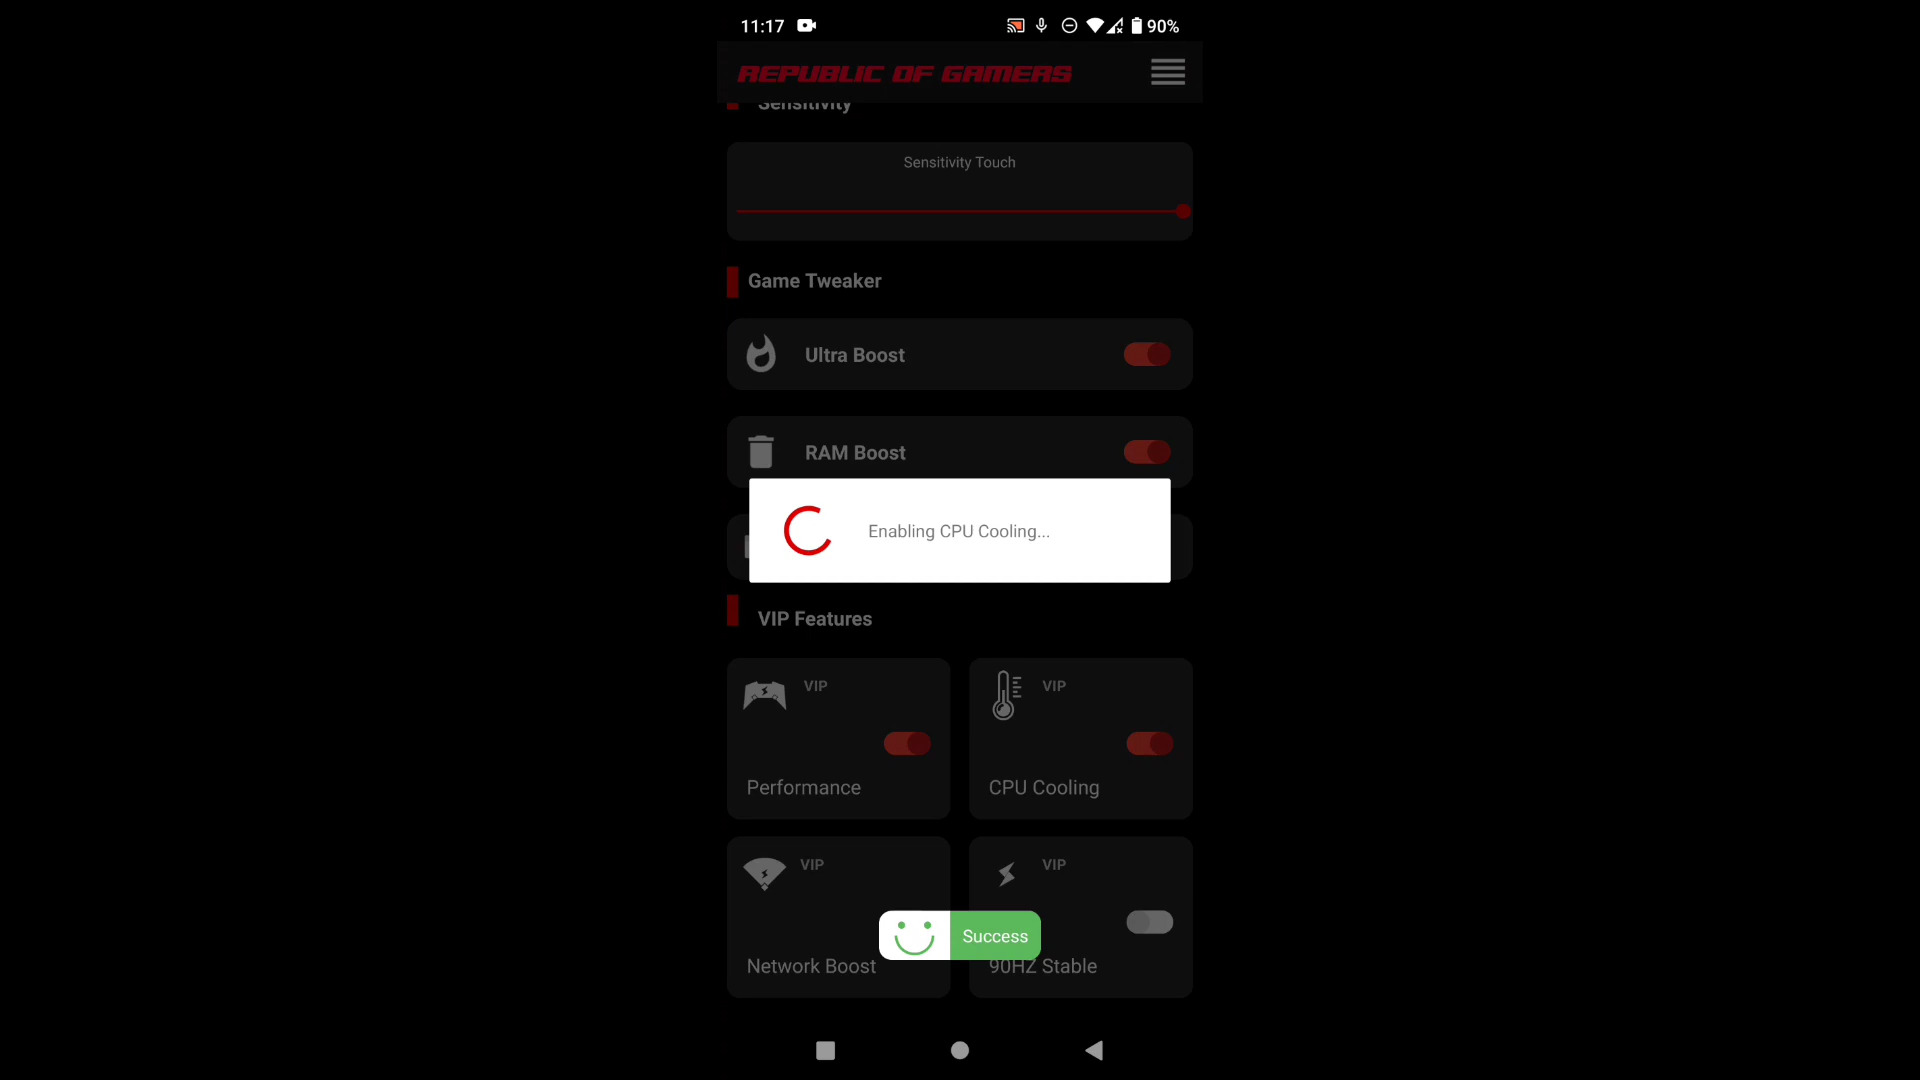 11:17
90%
REPUBLIC OF GAMERS
Sensitivity
Sensitivity Touch
Game Tweaker
Ultra Boost
RAM Boost
Enabling CPU Cooling...
VIP Features
VIP
VIP
Performance
CPU Cooling
VIP
VIP
Success
Network Boost
90HZ Stable